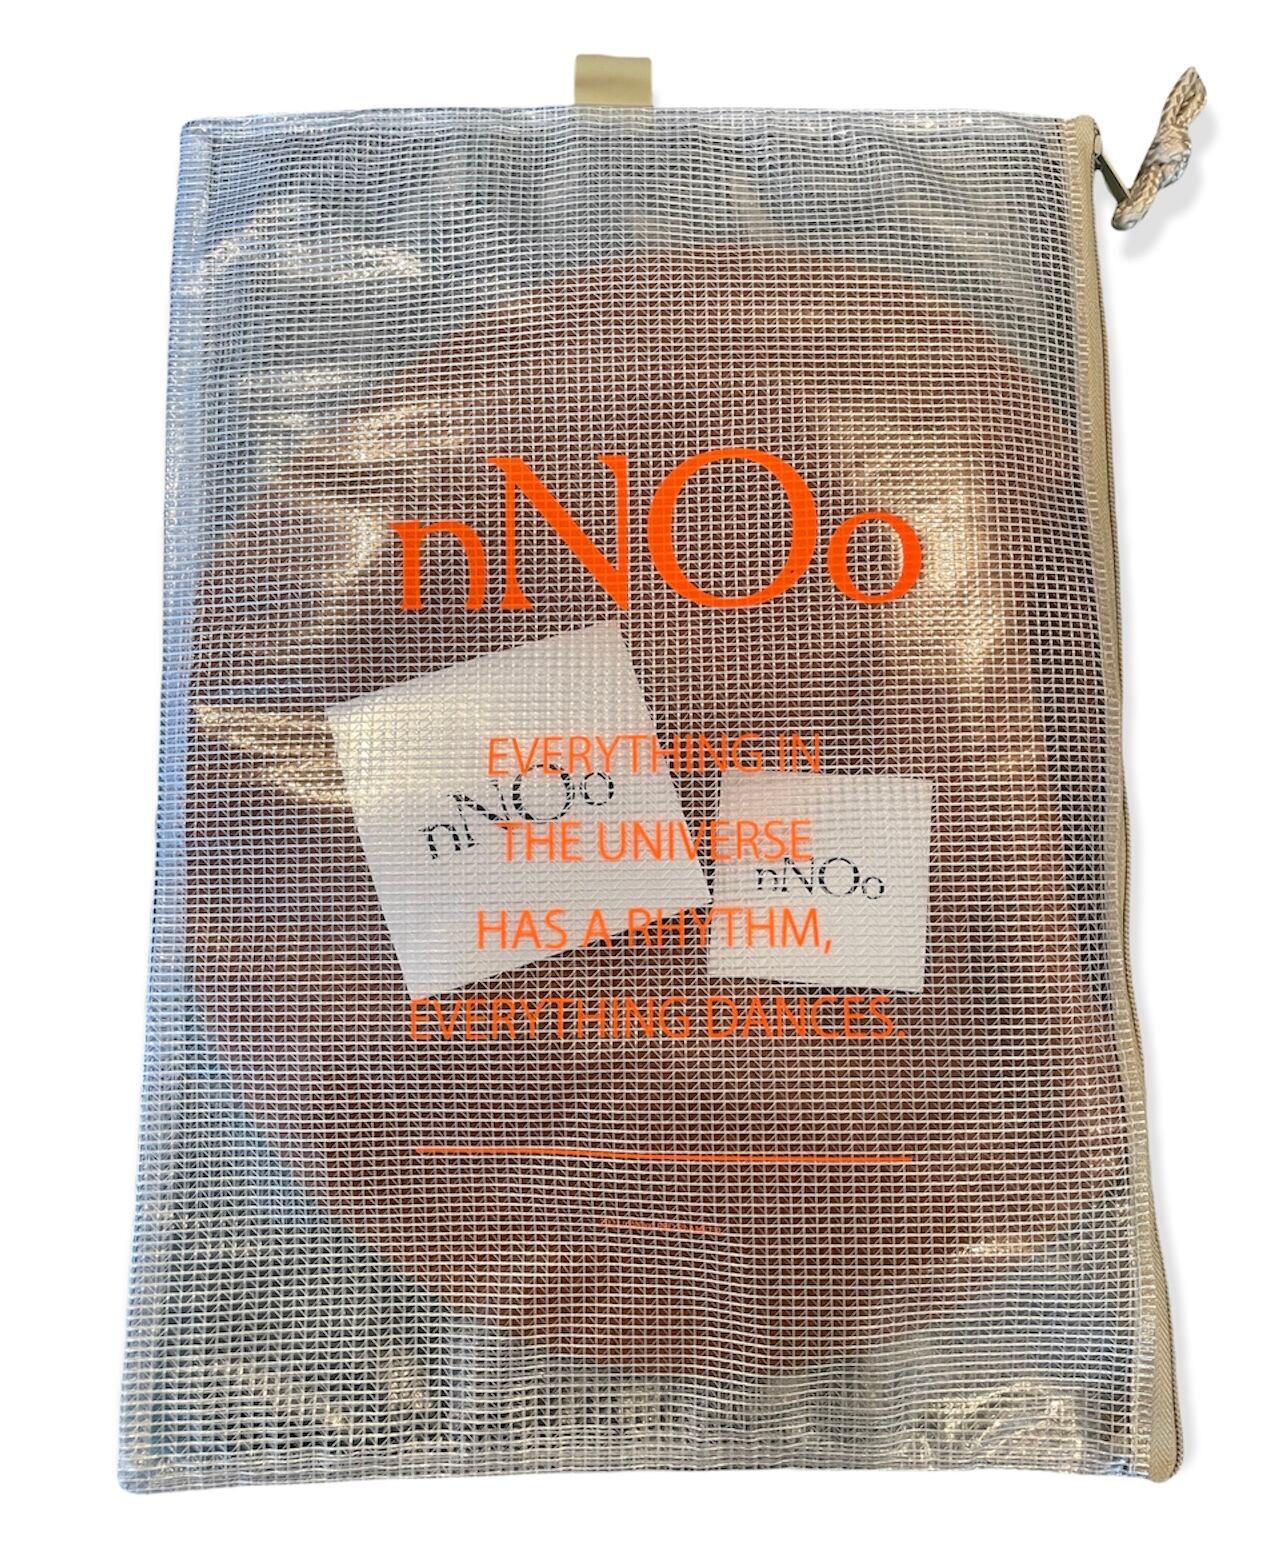 nNOo
EVERYTHING IN
nNOo
THE UNIVERSE
nNOo
HAS A RHYTHM,
EVERYTHING DANCES.